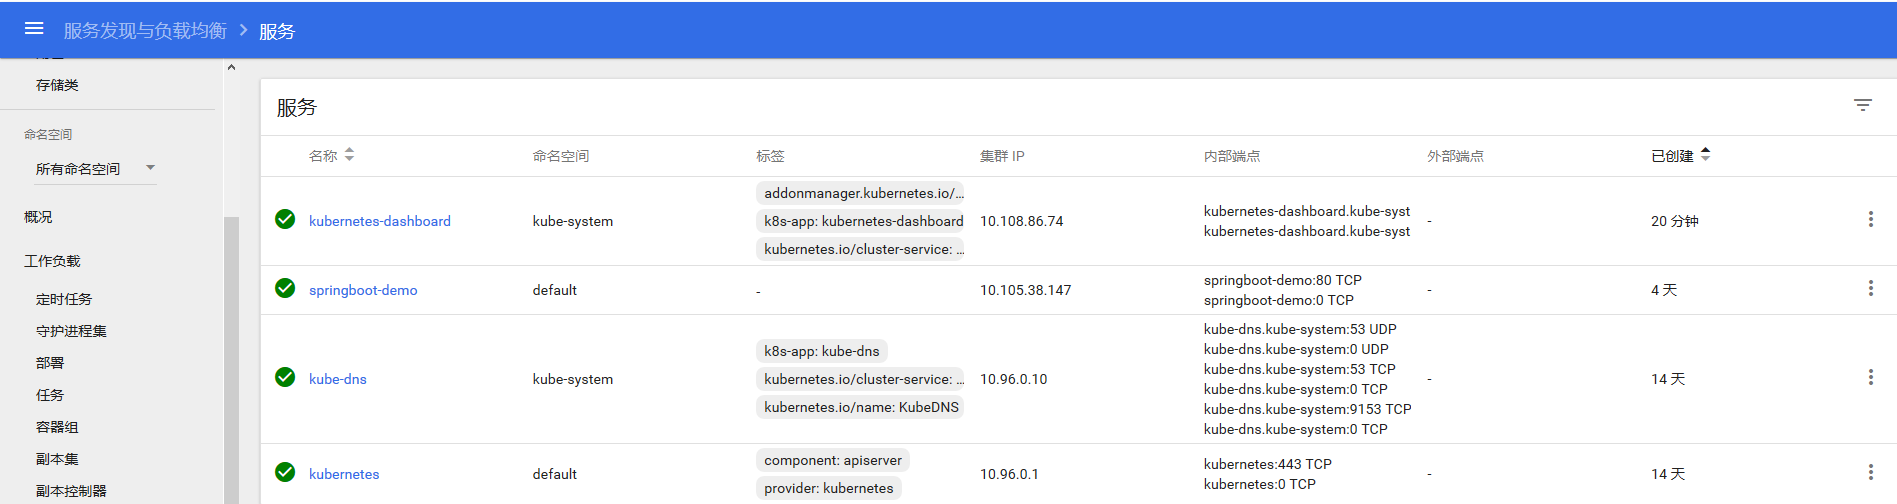 服务发现与负载均衡 服务
存储类
命名空间
所有命名空间
概况
工作负载
定时任务
守护进程集
部署
任务
容器组
副本集
副本控制器
服务
名称 命名空间 标签 集群 IP 内部端点 外部端点 已创建
kubernetes-dashboard kube-system
addonmanager.kubernetes.io/...
k8s-app: kubernetes-dashboard
kubernetes.io/cluster-service: ...
10.108.86.74
kubernetes-dashboard.kube-syst
kubernetes-dashboard.kube-syst
-
20 分钟
springboot-demo default - 10.105.38.147
springboot-demo:80 TCP
springboot-demo:0 TCP
-
4 天
kube-dns kube-system
k8s-app: kube-dns
kubernetes.io/cluster-service: ...
kubernetes.io/name: KubeDNS
10.96.0.10
kube-dns.kube-system:53 UDP
kube-dns.kube-system:0 UDP
kube-dns.kube-system:53 TCP
kube-dns.kube-system:0 TCP
kube-dns.kube-system:9153 TCP
kube-dns.kube-system:0 TCP
-
14 天
kubernetes default
component: apiserver
provider: kubernetes
10.96.0.1
kubernetes:443 TCP
kubernetes:0 TCP
-
14 天